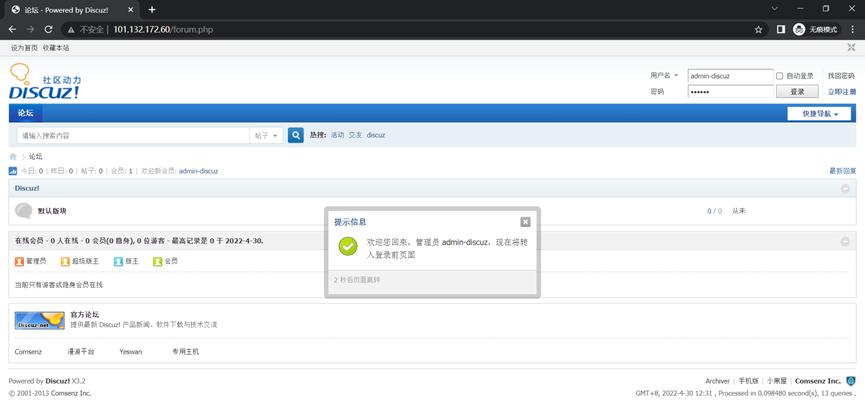 论坛 - Powered by Discuz!
不安全 101.132.172.60/forum.php
无痕模式
设为首页 收藏本站
社区动力
DISCUZ!
用户名 admin-discuz 自动登录 找回密码
密码 •••••• 登录 立即注册
论坛
快捷导航
请输入搜索内容 帖子 热搜: 活动 交友 discuz
论坛
今日: 0 | 昨日: 0 | 帖子: 0 | 会员: 1 | 欢迎新会员: admin-discuz
最新回复
Discuz!
默认版块
0 / 0 从未
提示信息
欢迎您回来，管理员 admin-discuz，现在将转
入登录前页面
2 秒后页面跳转
在线会员 - 0 人在线 - 0 会员(0 隐身), 0 位游客 - 最高记录是 0 于 2022-4-30.
管理员 超级版主 版主 会员
当前只有游客或隐身会员在线
Discuz!.net
官方论坛
提供最新 Discuz! 产品新闻、软件下载与技术交流
Comsenz 漫游平台 Yeswan 专用主机
Powered by Discuz! X3.2
© 2001-2013 Comsenz Inc.
Archiver | 手机版 | 小黑屋 | Comsenz Inc.
GMT+8, 2022-4-30 12:31 , Processed in 0.098480 second(s), 13 queries .